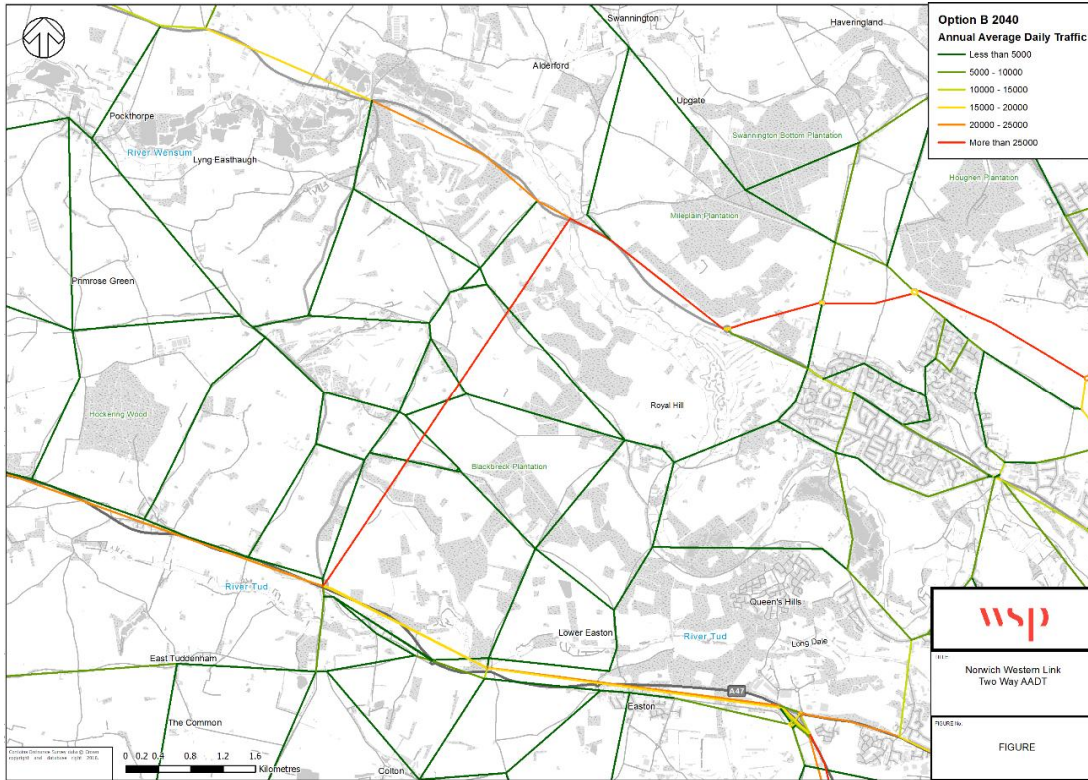 Option B 2040
Annual Average Daily Traffic
Less than 5000
5000 - 10000
10000 - 15000
15000 - 20000
20000 - 25000
More than 25000
Swannington
Haveringland
Alderford
Upgate
Pockthorpe
Swannington Bottom Plantation
River Wensum
Lyng Easthaugh
Houghen Plantation
Mileplain Plantation
Primrose Green
Royal Hill
Hockering Wood
Blackbreck Plantation
River Tud
Queen's Hills
Lower Easton
River Tud
Long Dale
East Tuddenham
A47
Easton
The Common
Colton
0 0.2 0.4 0.8 1.2 1.6
Kilometres
wsp
TITLE:
Norwich Western Link
Two Way AADT
FIGURE No:
FIGURE